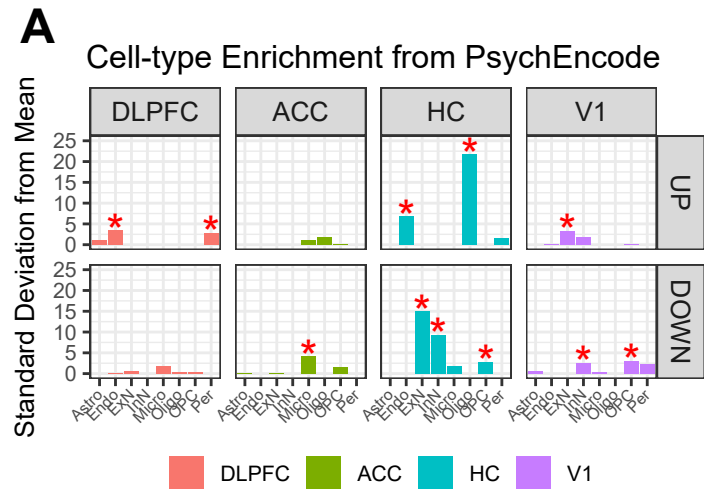 A
Cell-type Enrichment from PsychEncode
DLPFC ACC HC V1
Standard Deviation from Mean
25
20
15
10
5
0
* * * * *
UP
25
20
15
10
5
0
* * * * * *
DOWN
Astro Endo ExN InN Micro Oligo OPC Per Astro Endo ExN InN Micro Oligo OPC Per Astro Endo ExN InN Micro Oligo OPC Per Astro Endo ExN InN Micro Oligo OPC Per
DLPFC ACC HC V1